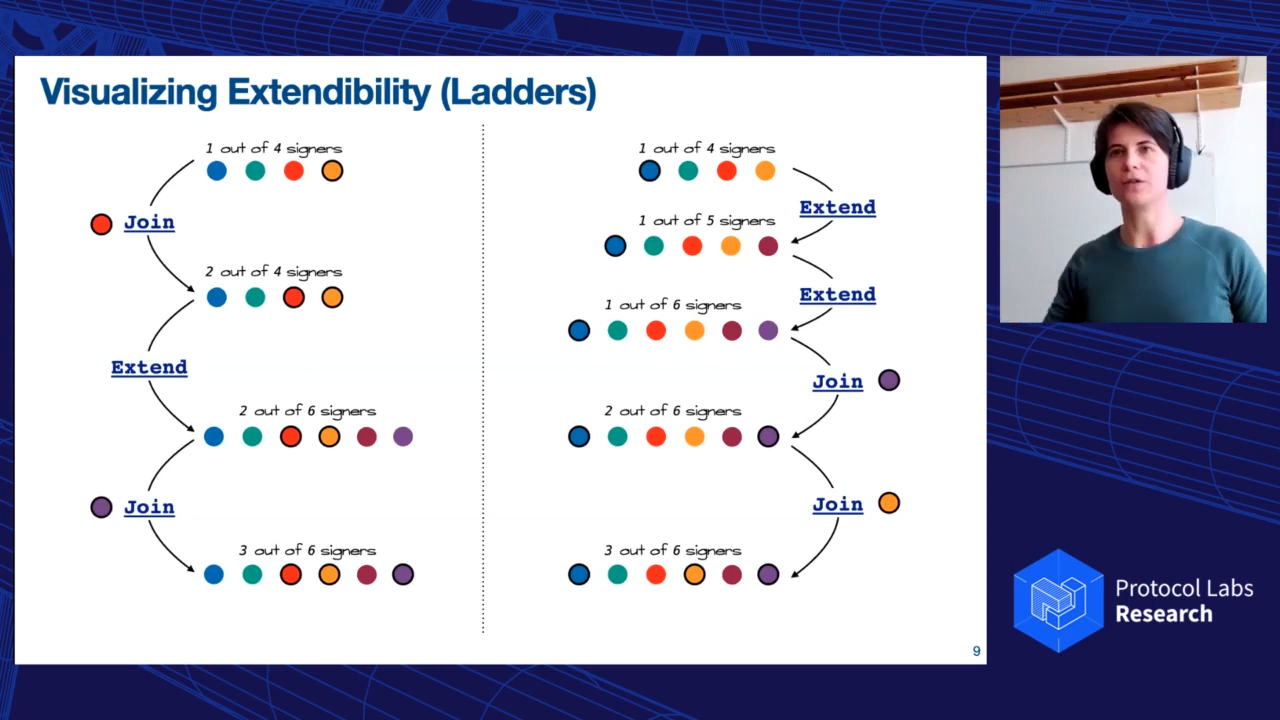 Visualizing Extendibility (Ladders)
1 out of 4 signers
Join
2 out of 4 signers
Extend
2 out of 6 signers
Join
3 out of 6 signers
1 out of 4 signers
Extend
1 out of 5 signers
Extend
1 out of 6 signers
Join
2 out of 6 signers
Join
3 out of 6 signers
9
Protocol Labs
Research